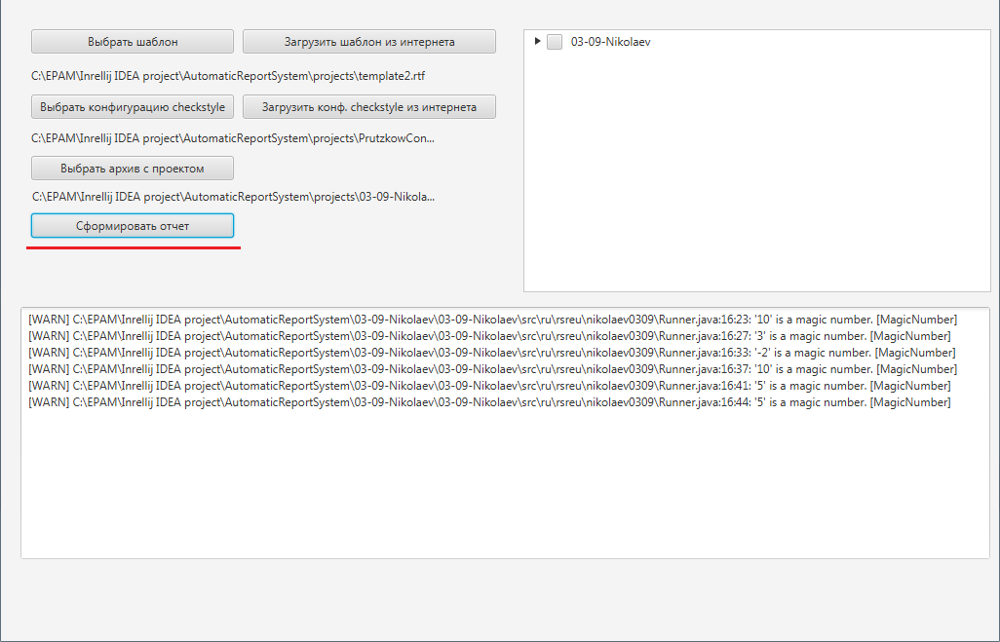 Выбрать шаблон
Загрузить шаблон из интернета
C:\EPAM\Inrellij IDEA project\AutomaticReportSystem\projects\template2.rtf
Выбрать конфигурацию checkstyle
Загрузить конф. checkstyle из интернета
C:\EPAM\Inrellij IDEA project\AutomaticReportSystem\projects\PrutzkowCon...
Выбрать архив с проектом
C:\EPAM\Inrellij IDEA project\AutomaticReportSystem\projects\03-09-Nikola...
Сформировать отчет
03-09-Nikolaev
[WARN] C:\EPAM\Inrellij IDEA project\AutomaticReportSystem\03-09-Nikolaev\03-09-Nikolaev\src\ru\rsreu\nikolaev0309\Runner.java:16:23: '10' is a magic number. [MagicNumber]
[WARN] C:\EPAM\Inrellij IDEA project\AutomaticReportSystem\03-09-Nikolaev\03-09-Nikolaev\src\ru\rsreu\nikolaev0309\Runner.java:16:27: '3' is a magic number. [MagicNumber]
[WARN] C:\EPAM\Inrellij IDEA project\AutomaticReportSystem\03-09-Nikolaev\03-09-Nikolaev\src\ru\rsreu\nikolaev0309\Runner.java:16:33: '-2' is a magic number. [MagicNumber]
[WARN] C:\EPAM\Inrellij IDEA project\AutomaticReportSystem\03-09-Nikolaev\03-09-Nikolaev\src\ru\rsreu\nikolaev0309\Runner.java:16:37: '10' is a magic number. [MagicNumber]
[WARN] C:\EPAM\Inrellij IDEA project\AutomaticReportSystem\03-09-Nikolaev\03-09-Nikolaev\src\ru\rsreu\nikolaev0309\Runner.java:16:41: '5' is a magic number. [MagicNumber]
[WARN] C:\EPAM\Inrellij IDEA project\AutomaticReportSystem\03-09-Nikolaev\03-09-Nikolaev\src\ru\rsreu\nikolaev0309\Runner.java:16:44: '5' is a magic number. [MagicNumber]